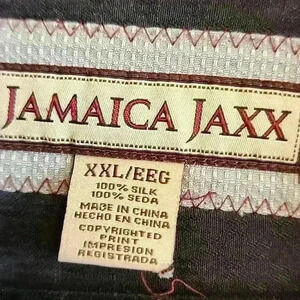 JAMAICA JAXX
XXL/EEG
100% SILK
100% SEDA
MADE IN CHINA
HECHO EN CHINA
COPYRIGHTED
PRINT
IMPRESION
REGISTRADA